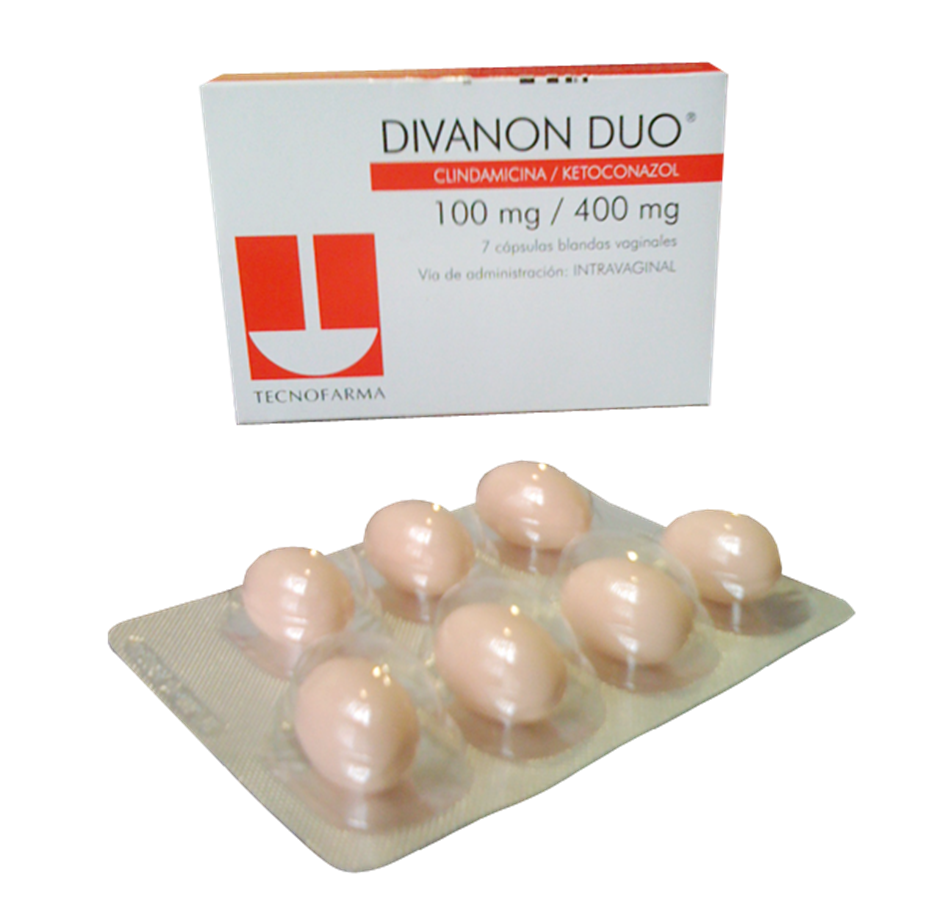 DIVANON DUO®
CLINDAMICINA / KETOCONAZOL
100 mg / 400 mg
7 cápsulas blandas vaginales
Vía de administración: INTRAVAGINAL
TECNOFARMA